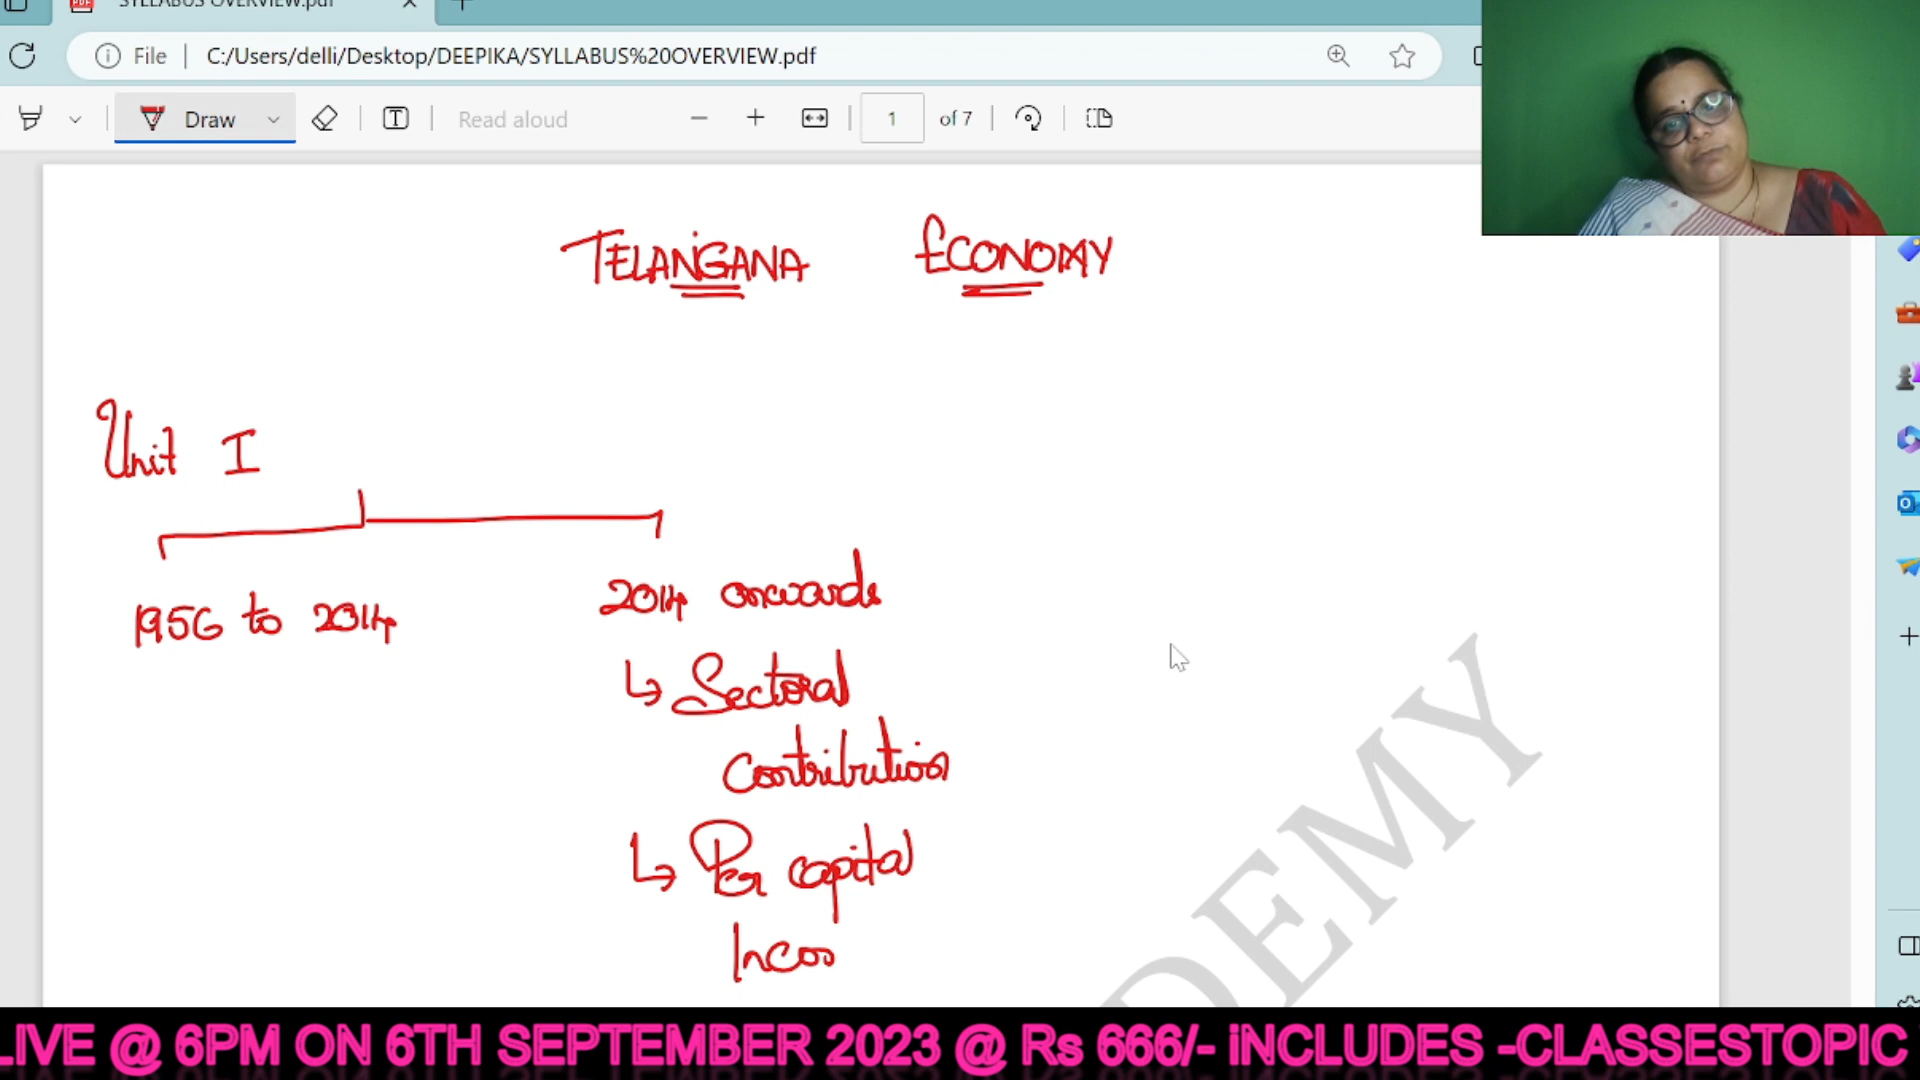 SYLLABUS OVERVIEW.pdf
File | C:/Users/delli/Desktop/DEEPIKA/SYLLABUS%20OVERVIEW.pdf
Draw Read aloud 1 of 7
TELANGANA ECONOMY
Unit I
1956 to 2014
2014 onwards
↳ Sectoral
contribution
↳ Per capital
Inco
DEMY
LIVE @ 6PM ON 6TH SEPTEMBER 2023 @ Rs 666/- iNCLUDES -CLASSESTOPIC